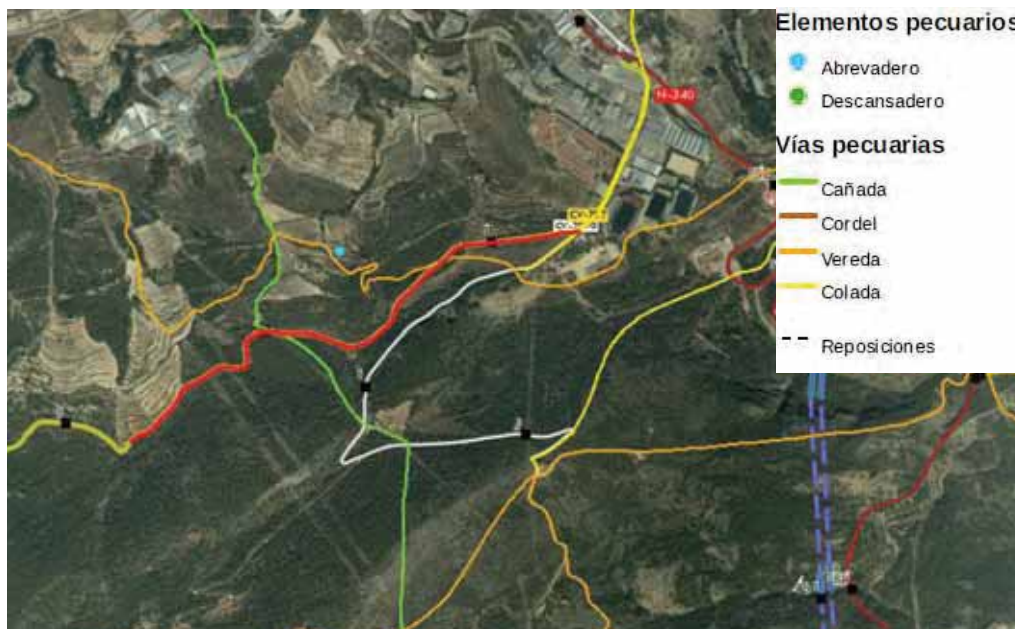 Elementos pecuarios
Abrevadero
Descansadero
Vías pecuarias
Cañada
Cordel
Vereda
Colada
Reposiciones
N-340